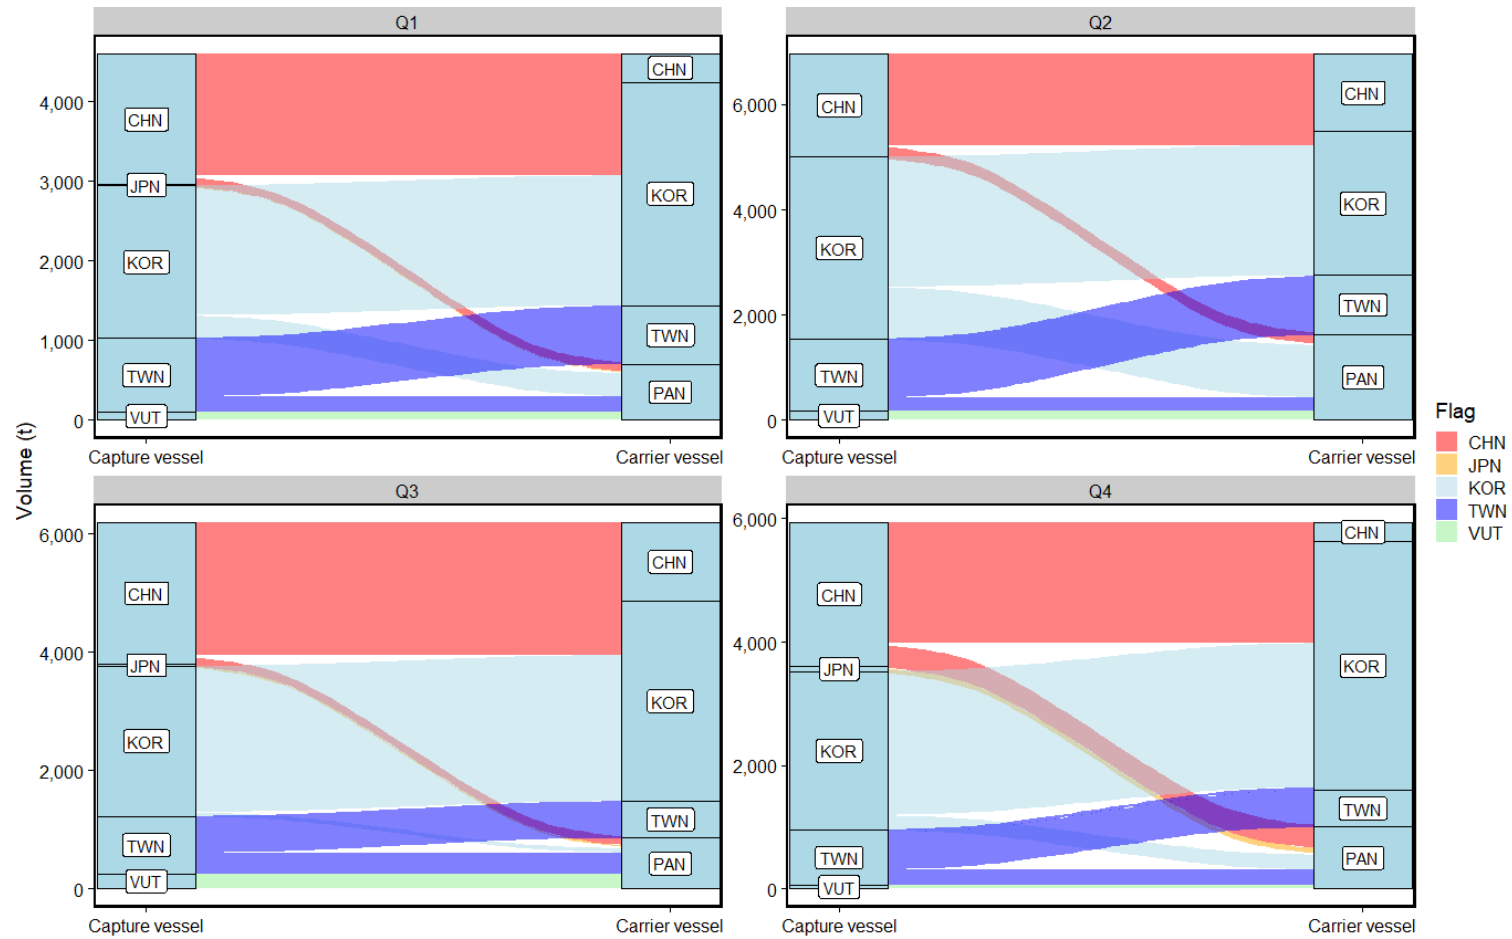 Q1
4,000
3,000
2,000
1,000
0
CHN
JPN
KOR
TWN
VUT
CHN
KOR
TWN
PAN
Capture vessel
Carrier vessel
Q2
6,000
4,000
2,000
0
CHN
KOR
TWN
VUT
CHN
KOR
TWN
PAN
Capture vessel
Carrier vessel
Volume (t)
Q3
6,000
4,000
2,000
0
CHN
JPN
KOR
TWN
VUT
CHN
KOR
TWN
PAN
Capture vessel
Carrier vessel
Q4
6,000
4,000
2,000
0
CHN
JPN
KOR
TWN
VUT
CHN
KOR
TWN
PAN
Capture vessel
Carrier vessel
Flag
CHN
JPN
KOR
TWN
VUT